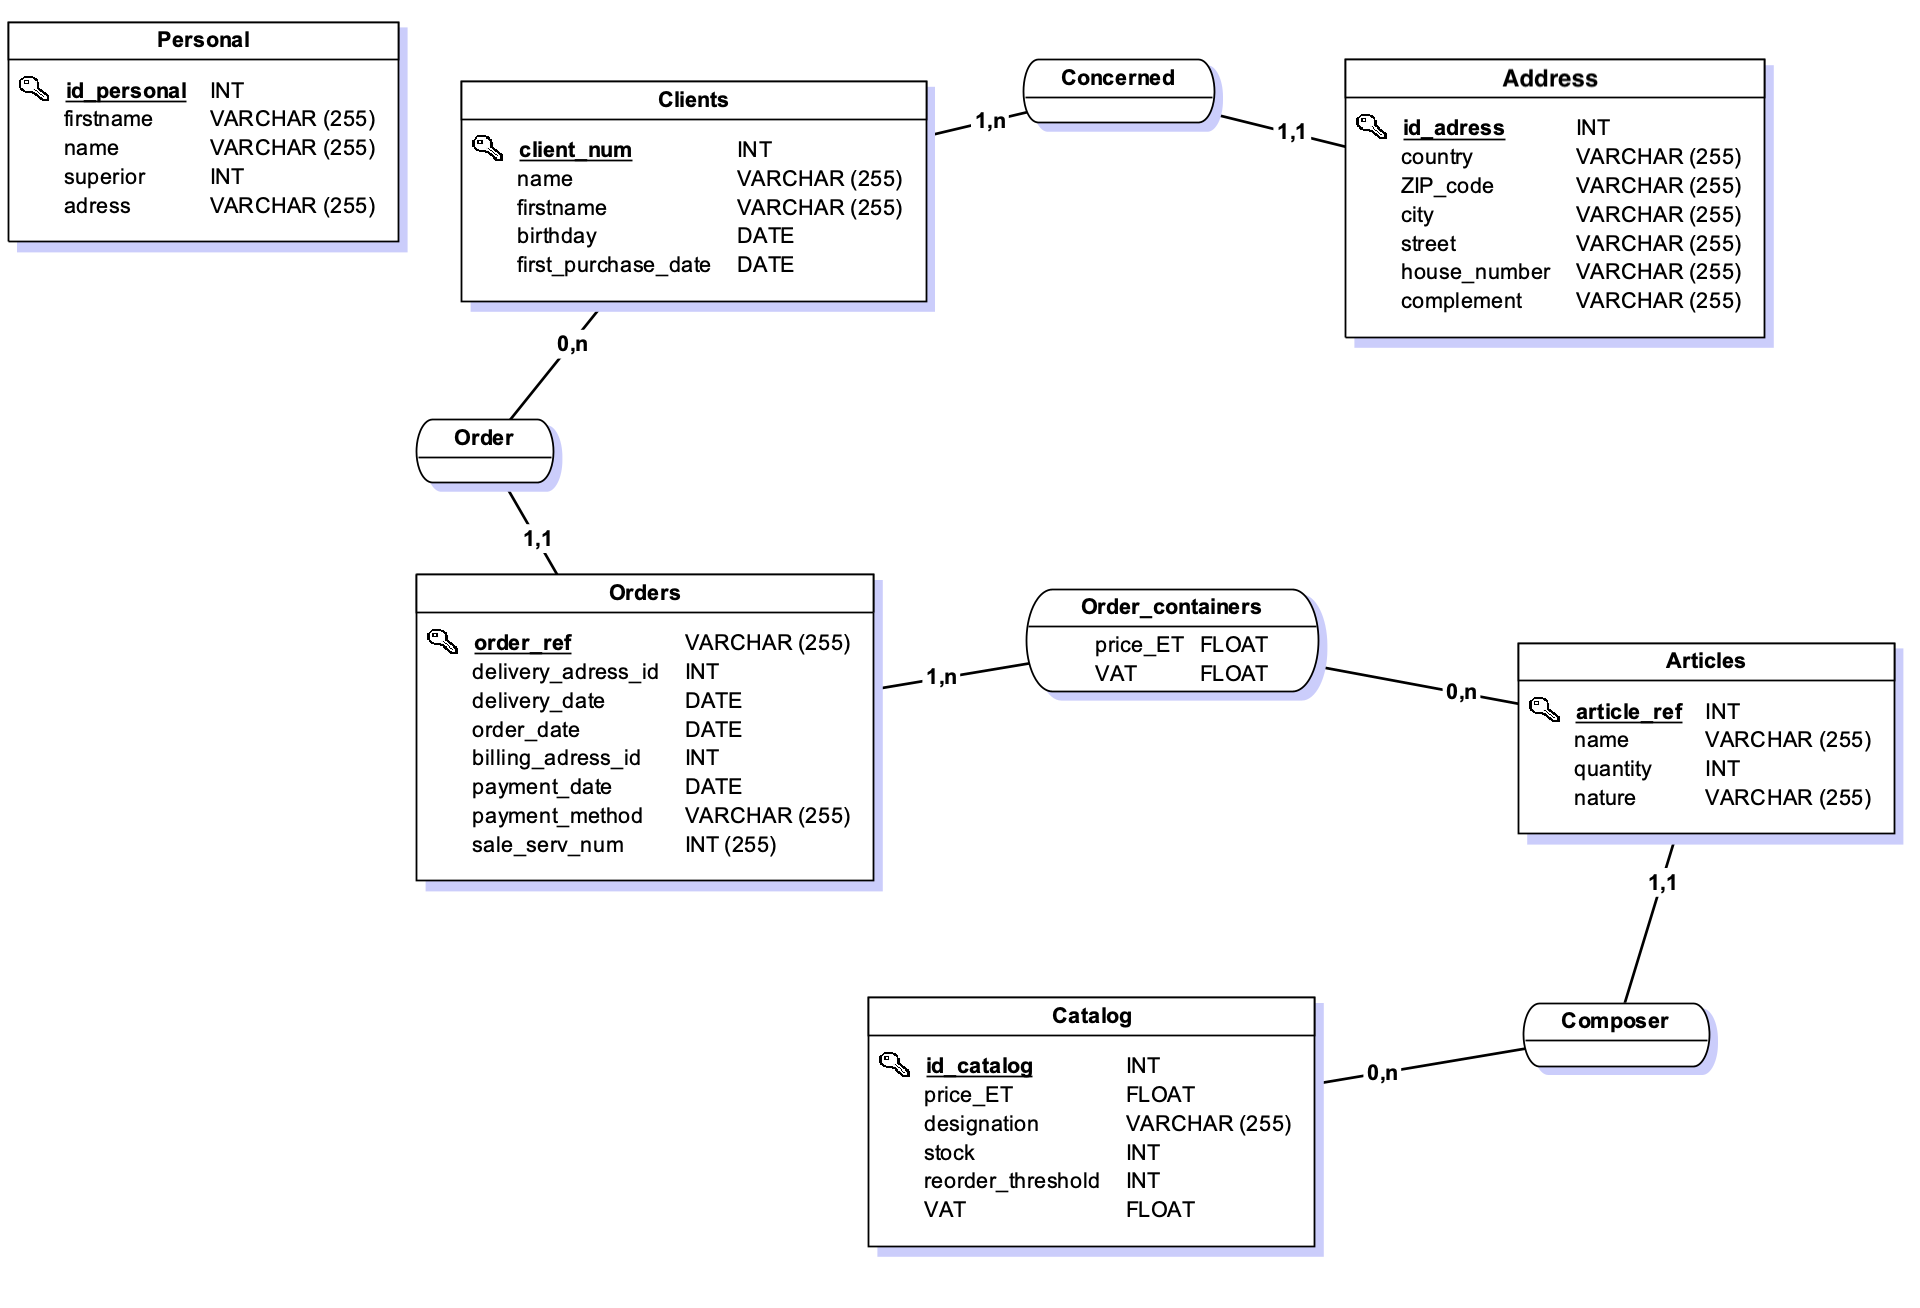 Personal
id_personal INT
firstname VARCHAR (255)
name VARCHAR (255)
superior INT
adress VARCHAR (255)
Clients
client_num INT
name VARCHAR (255)
firstname VARCHAR (255)
birthday DATE
first_purchase_date DATE
1,n
Concerned
1,1
Address
id_adress INT
country VARCHAR (255)
ZIP_code VARCHAR (255)
city VARCHAR (255)
street VARCHAR (255)
house_number VARCHAR (255)
complement VARCHAR (255)
0,n
Order
1,1
Orders
order_ref VARCHAR (255)
delivery_adress_id INT
delivery_date DATE
order_date DATE
billing_adress_id INT
payment_date DATE
payment_method VARCHAR (255)
sale_serv_num INT (255)
1,n
Order_containers
price_ET FLOAT
VAT FLOAT
0,n
Articles
article_ref INT
name VARCHAR (255)
quantity INT
nature VARCHAR (255)
1,1
Composer
0,n
Catalog
id_catalog INT
price_ET FLOAT
designation VARCHAR (255)
stock INT
reorder_threshold INT
VAT FLOAT